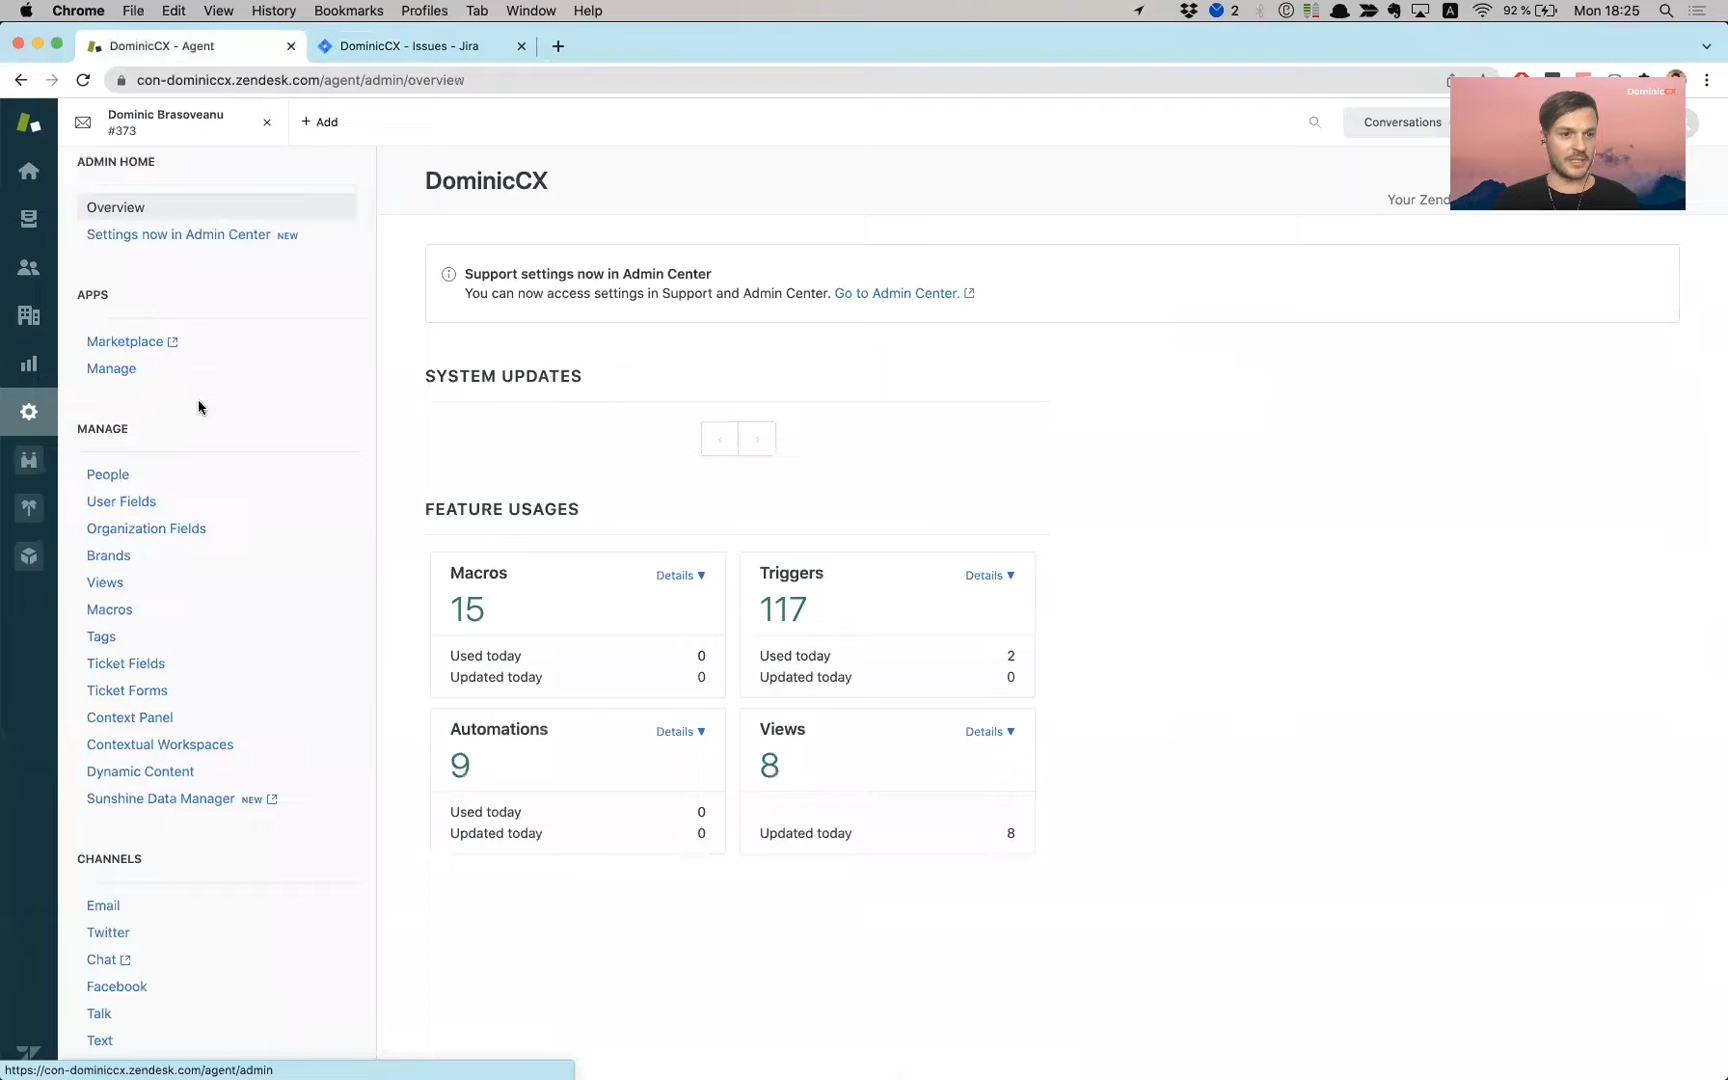 Chrome File Edit View History Bookmarks Profiles Tab Window Help
2 92 % Mon 18:25
DominicCX - Agent
DominicCX - Issues - Jira
con-dominiccx.zendesk.com/agent/admin/overview
Dominic Brasoveanu
#373
+ Add
Conversations
DominicCX
ADMIN HOME
Overview
Settings now in Admin Center NEW
APPS
Marketplace
Manage
MANAGE
People
User Fields
Organization Fields
Brands
Views
Macros
Tags
Ticket Fields
Ticket Forms
Context Panel
Contextual Workspaces
Dynamic Content
Sunshine Data Manager NEW
CHANNELS
Email
Twitter
Chat
Facebook
Talk
Text
https://con-dominiccx.zendesk.com/agent/admin
DominicCX
Your Zend
Support settings now in Admin Center
You can now access settings in Support and Admin Center. Go to Admin Center.
SYSTEM UPDATES
FEATURE USAGES
Macros Details ▼
15
Used today 0
Updated today 0
Triggers Details ▼
117
Used today 2
Updated today 0
Automations Details ▼
9
Used today 0
Updated today 0
Views Details ▼
8
Updated today 8